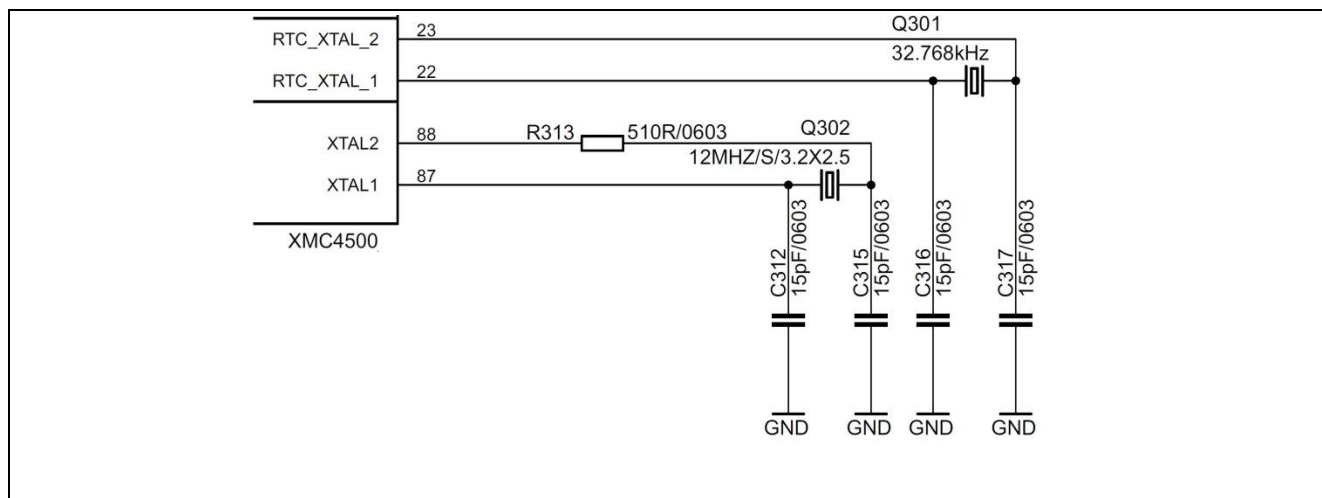 RTC_XTAL_2
23
Q301
32.768kHz
RTC_XTAL_1
22
XTAL2
88
R313
510R/0603
Q302
12MHZ/S/3.2X2.5
XTAL1
87
XMC4500
C312
15pF/0603
C315
15pF/0603
C316
15pF/0603
C317
15pF/0603
GND
GND
GND
GND